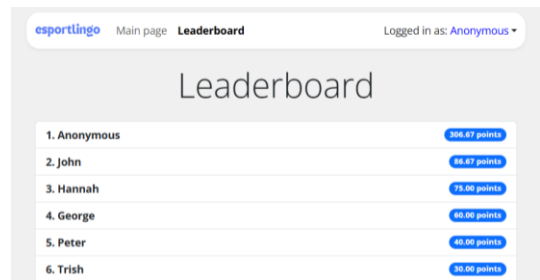 esportlingo Main page Leaderboard Logged in as: Anonymous
Leaderboard
1. Anonymous 306.67 points
2. John 86.67 points
3. Hannah 75.00 points
4. George 60.00 points
5. Peter 40.00 points
6. Trish 30.00 points